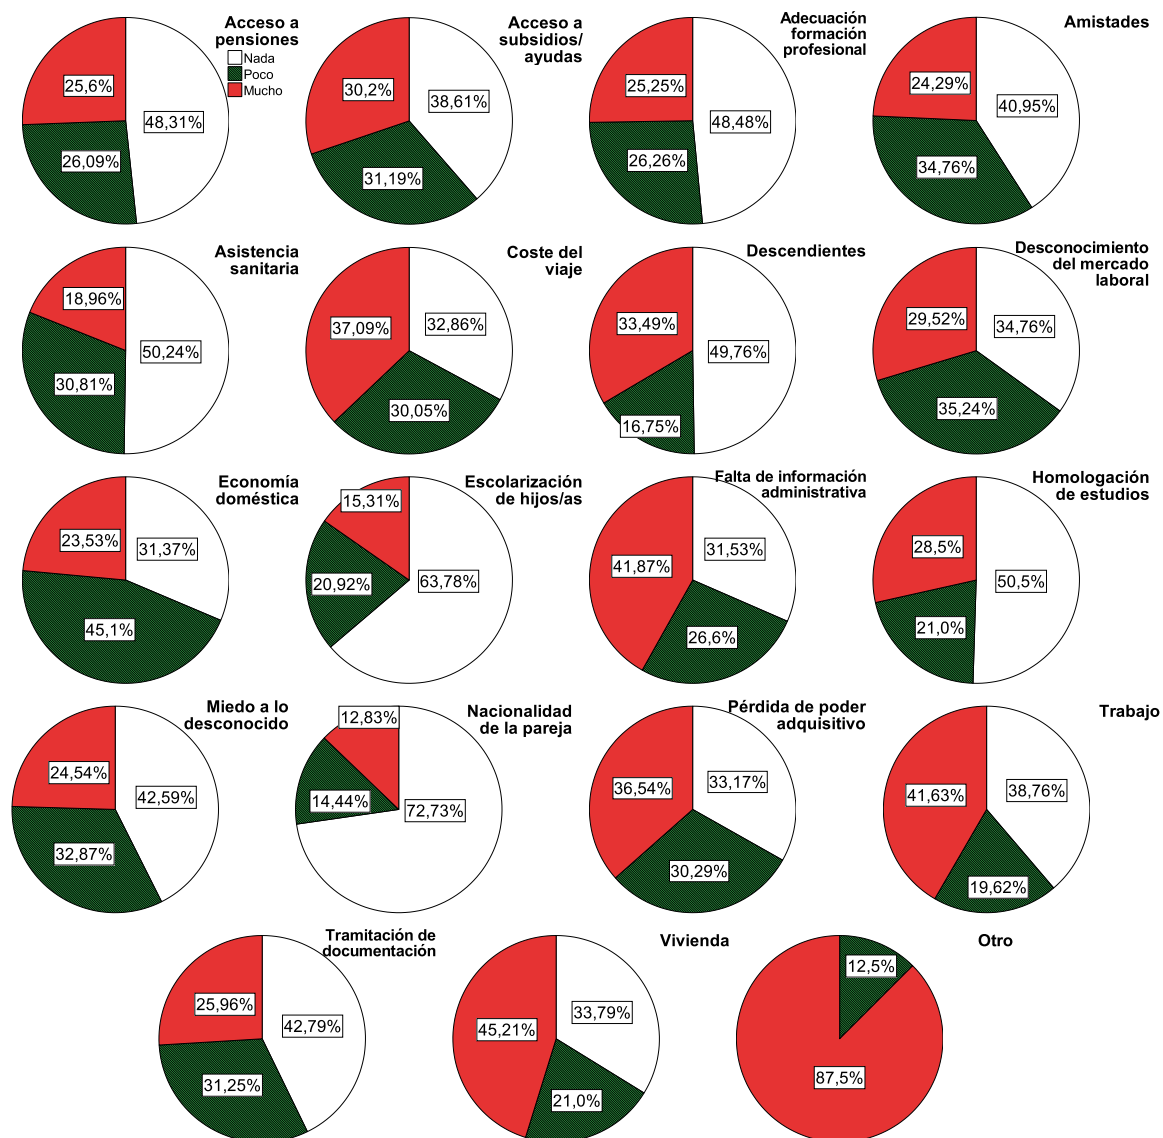 Acceso a
pensiones
Nada
Poco
Mucho
25,6%
48,31%
26,09%
Acceso a
subsidios/
ayudas
30,2%
38,61%
31,19%
Adecuación
formación
profesional
25,25%
48,48%
26,26%
Amistades
24,29%
40,95%
34,76%
Asistencia
sanitaria
18,96%
50,24%
30,81%
Coste del
viaje
37,09%
32,86%
30,05%
Descendientes
33,49%
49,76%
16,75%
Desconocimiento
del mercado
laboral
29,52%
34,76%
35,24%
Economía
doméstica
23,53%
31,37%
45,1%
Escolarización
de hijos/as
15,31%
20,92%
63,78%
Falta de información
administrativa
31,53%
41,87%
26,6%
Homologación
de estudios
28,5%
50,5%
21,0%
Miedo a lo
desconocido
24,54%
42,59%
32,87%
Nacionalidad
de la pareja
12,83%
14,44%
72,73%
Pérdida de poder
adquisitivo
36,54%
33,17%
30,29%
Trabajo
41,63%
38,76%
19,62%
Tramitación de
documentación
25,96%
42,79%
31,25%
Vivienda
33,79%
45,21%
21,0%
Otro
12,5%
87,5%